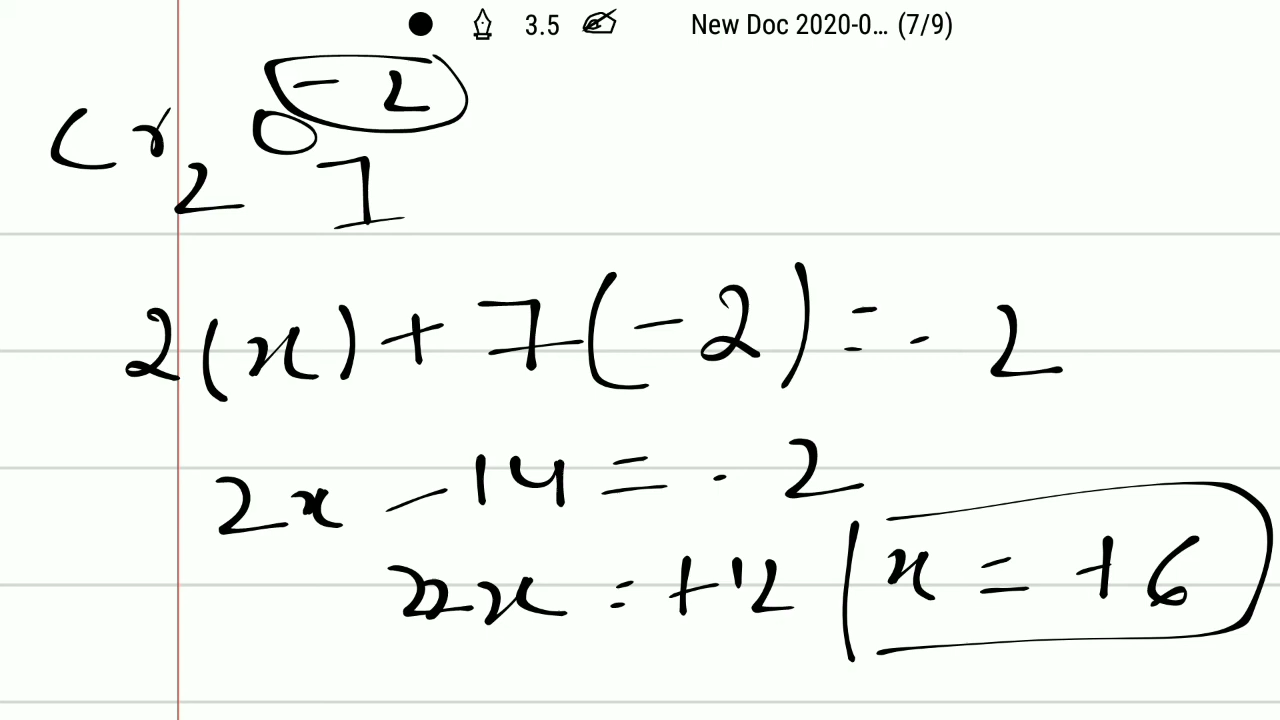 3.5 New Doc 2020-0... (7/9)
Cr₂O₇⁻²
2(x) + 7(-2) = -2
2x - 14 = -2
2x = +12 | x = +6